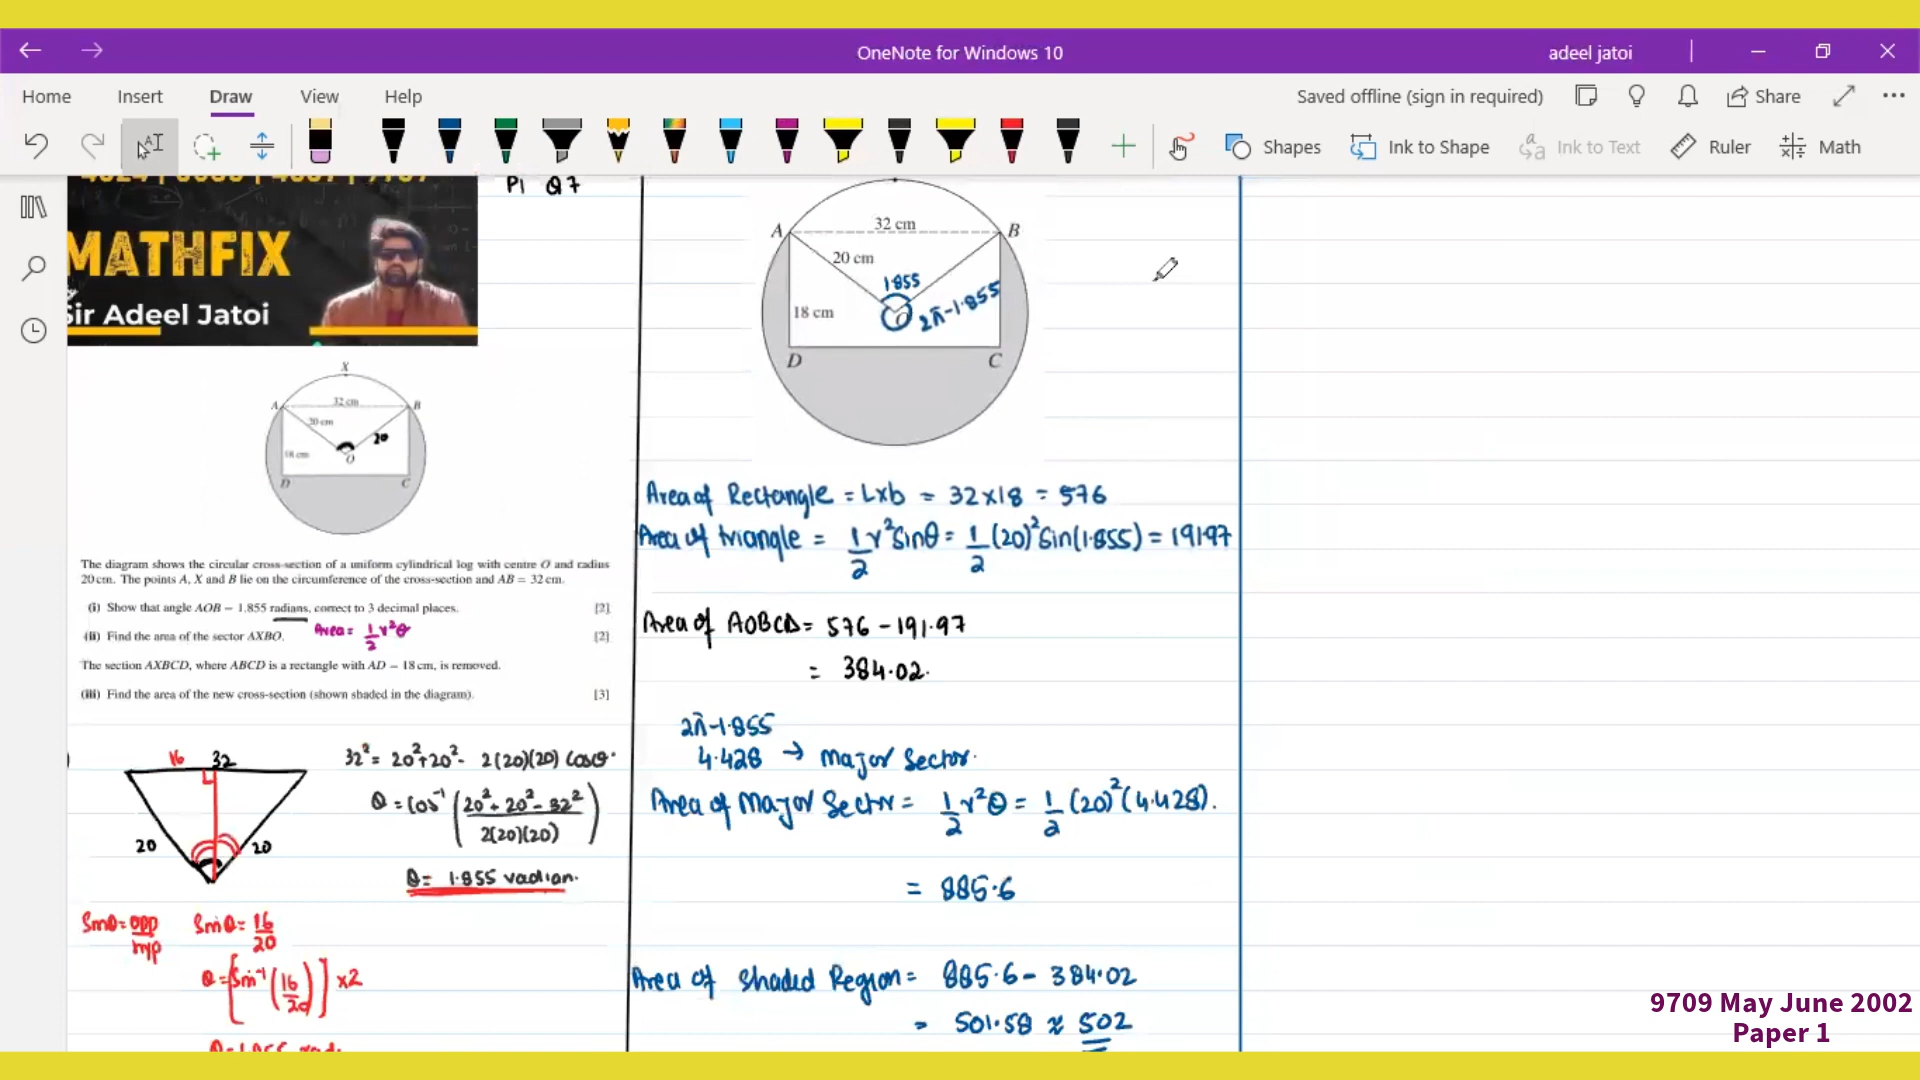 OneNote for Windows 10
adeel jatoi
Home Insert Draw View Help
Saved offline (sign in required)
Share
Shapes
Ink to Shape
Ink to Text
Ruler
Math
P1 Q7
MATHFIX
Sir Adeel Jatoi
X
A 32 cm B
20 cm
20
18 cm
O
D C
The diagram shows the circular cross-section of a uniform cylindrical log with centre O and radius
20 cm. The points A, X and B lie on the circumference of the cross-section and AB = 32 cm.
(i) Show that angle AOB = 1.855 radians, correct to 3 decimal places. [2]
(ii) Find the area of the sector AXBO. Area = 1/2 r²θ [2]
The section AXBCD, where ABCD is a rectangle with AD = 18 cm, is removed.
(iii) Find the area of the new cross-section (shown shaded in the diagram). [3]
16 32
20 20
32² = 20² + 20² - 2(20)(20) Cosθ
θ = Cos⁻¹ (20² + 20² - 32² / 2(20)(20))
θ = 1.855 radian.
Sinθ = opp/hyp Sinθ = 16/20
θ = [Sin⁻¹ (16/20)] x2
A 32 cm B
20 cm
1.855
18 cm
O 2π-1.855
D C
Area of Rectangle = L x b = 32 x 18 = 576
Area of triangle = 1/2 r² Sinθ = 1/2 (20)² Sin(1.855) = 191.97
Area of AOBCD = 576 - 191.97
= 384.02.
2π-1.855
4.428 → Major Sector.
Area of Major Sectr = 1/2 r²θ = 1/2 (20)² (4.428).
= 885.6
Area of Shaded Region = 885.6 - 384.02
= 501.58 ≈ 502
9709 May June 2002
Paper 1